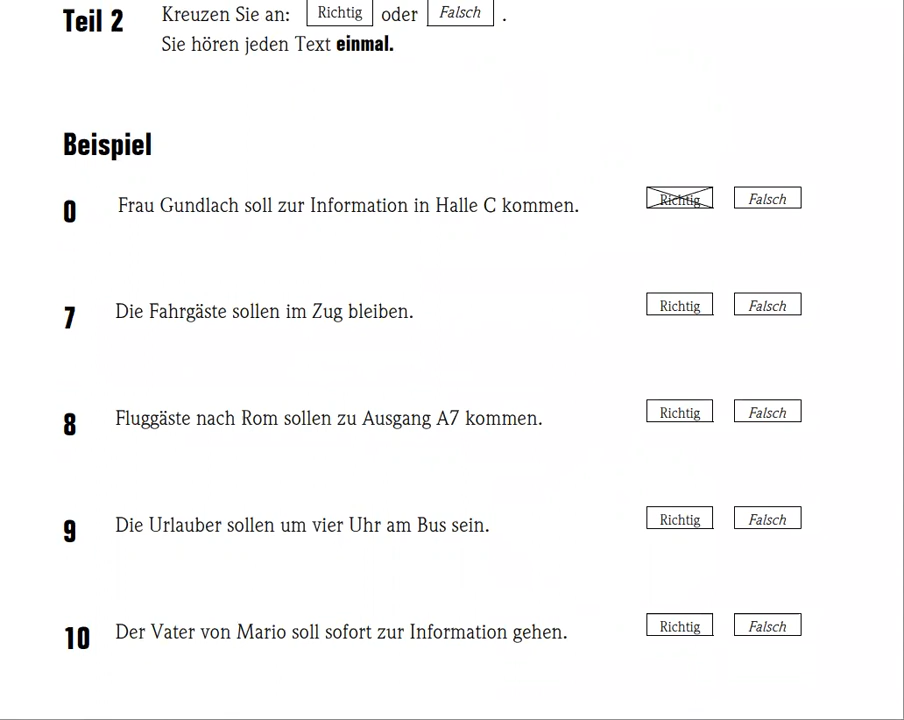 Teil 2 Kreuzen Sie an: Richtig oder Falsch .
Sie hören jeden Text einmal.
Beispiel
0 Frau Gundlach soll zur Information in Halle C kommen. Richtig Falsch
7 Die Fahrgäste sollen im Zug bleiben. Richtig Falsch
8 Fluggäste nach Rom sollen zu Ausgang A7 kommen. Richtig Falsch
9 Die Urlauber sollen um vier Uhr am Bus sein. Richtig Falsch
10 Der Vater von Mario soll sofort zur Information gehen. Richtig Falsch